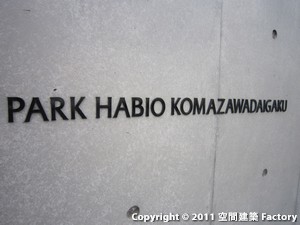 PARK HABIO KOMAZAWADAIGAKU
Copyright © 2011 空間建築 Factory